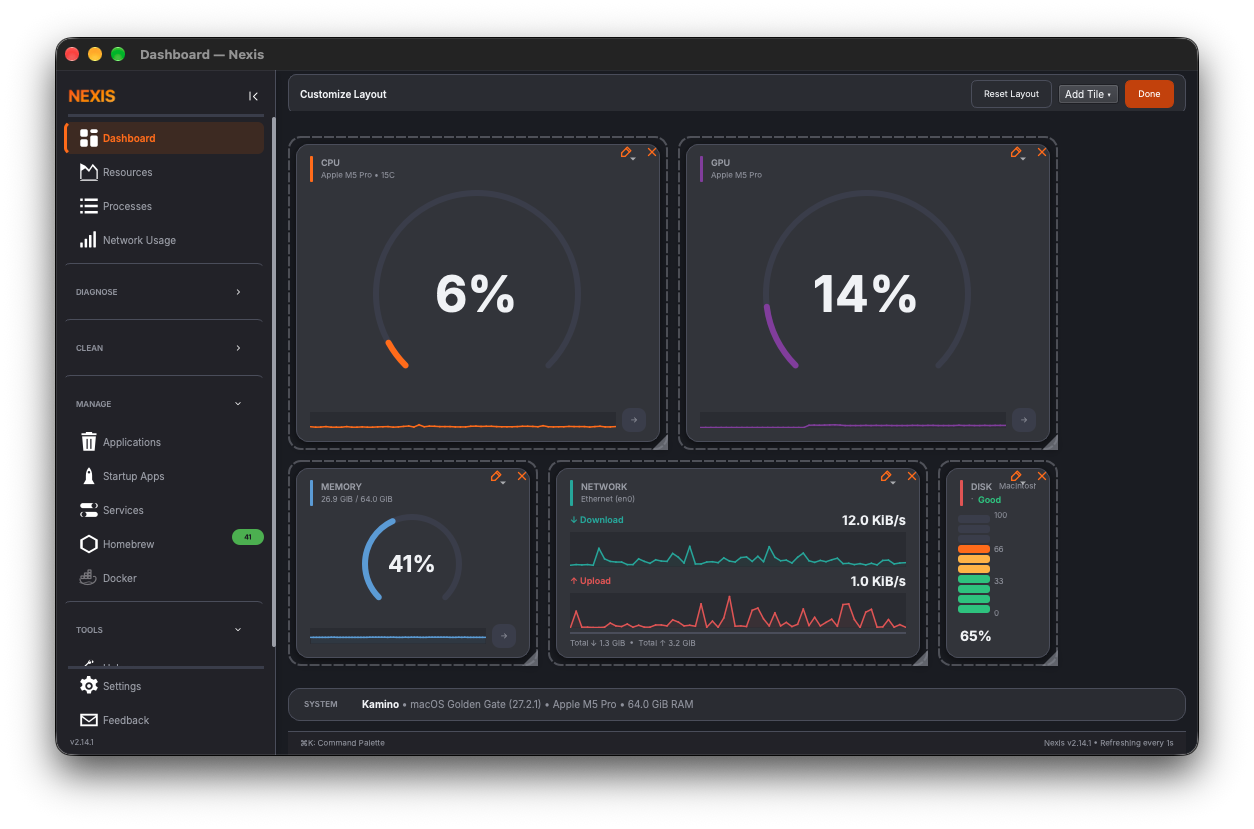 Dashboard — Nexis
NEXIS
Dashboard
Resources
Processes
Network Usage
DIAGNOSE
CLEAN
MANAGE
Applications
Startup Apps
Services
Homebrew 41
Docker
TOOLS
Settings
Feedback
v2.14.1
Customize Layout
Reset Layout
Add Tile
Done
CPU
Apple M5 Pro • 15C
6%
GPU
Apple M5 Pro
14%
MEMORY
26.9 GIB / 64.0 GIB
41%
NETWORK
Ethernet (en0)
↓ Download 12.0 KiB/s
↑ Upload 1.0 KiB/s
Total ↓ 1.3 GIB • Total ↑ 3.2 GIB
DISK
Good
100
66
33
0
65%
SYSTEM Kamino • macOS Golden Gate (27.2.1) • Apple M5 Pro • 64.0 GiB RAM
⌘K: Command Palette
Nexis v2.14.1 • Refreshing every 1s